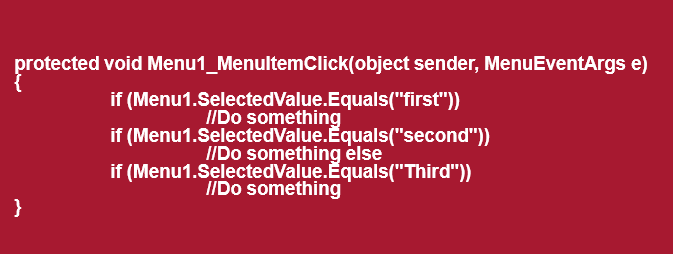 protected void Menu1_MenuItemClick(object sender, MenuEventArgs e)
{
if (Menu1.SelectedValue.Equals("first"))
//Do something
if (Menu1.SelectedValue.Equals("second"))
//Do something else
if (Menu1.SelectedValue.Equals("Third"))
//Do something
}